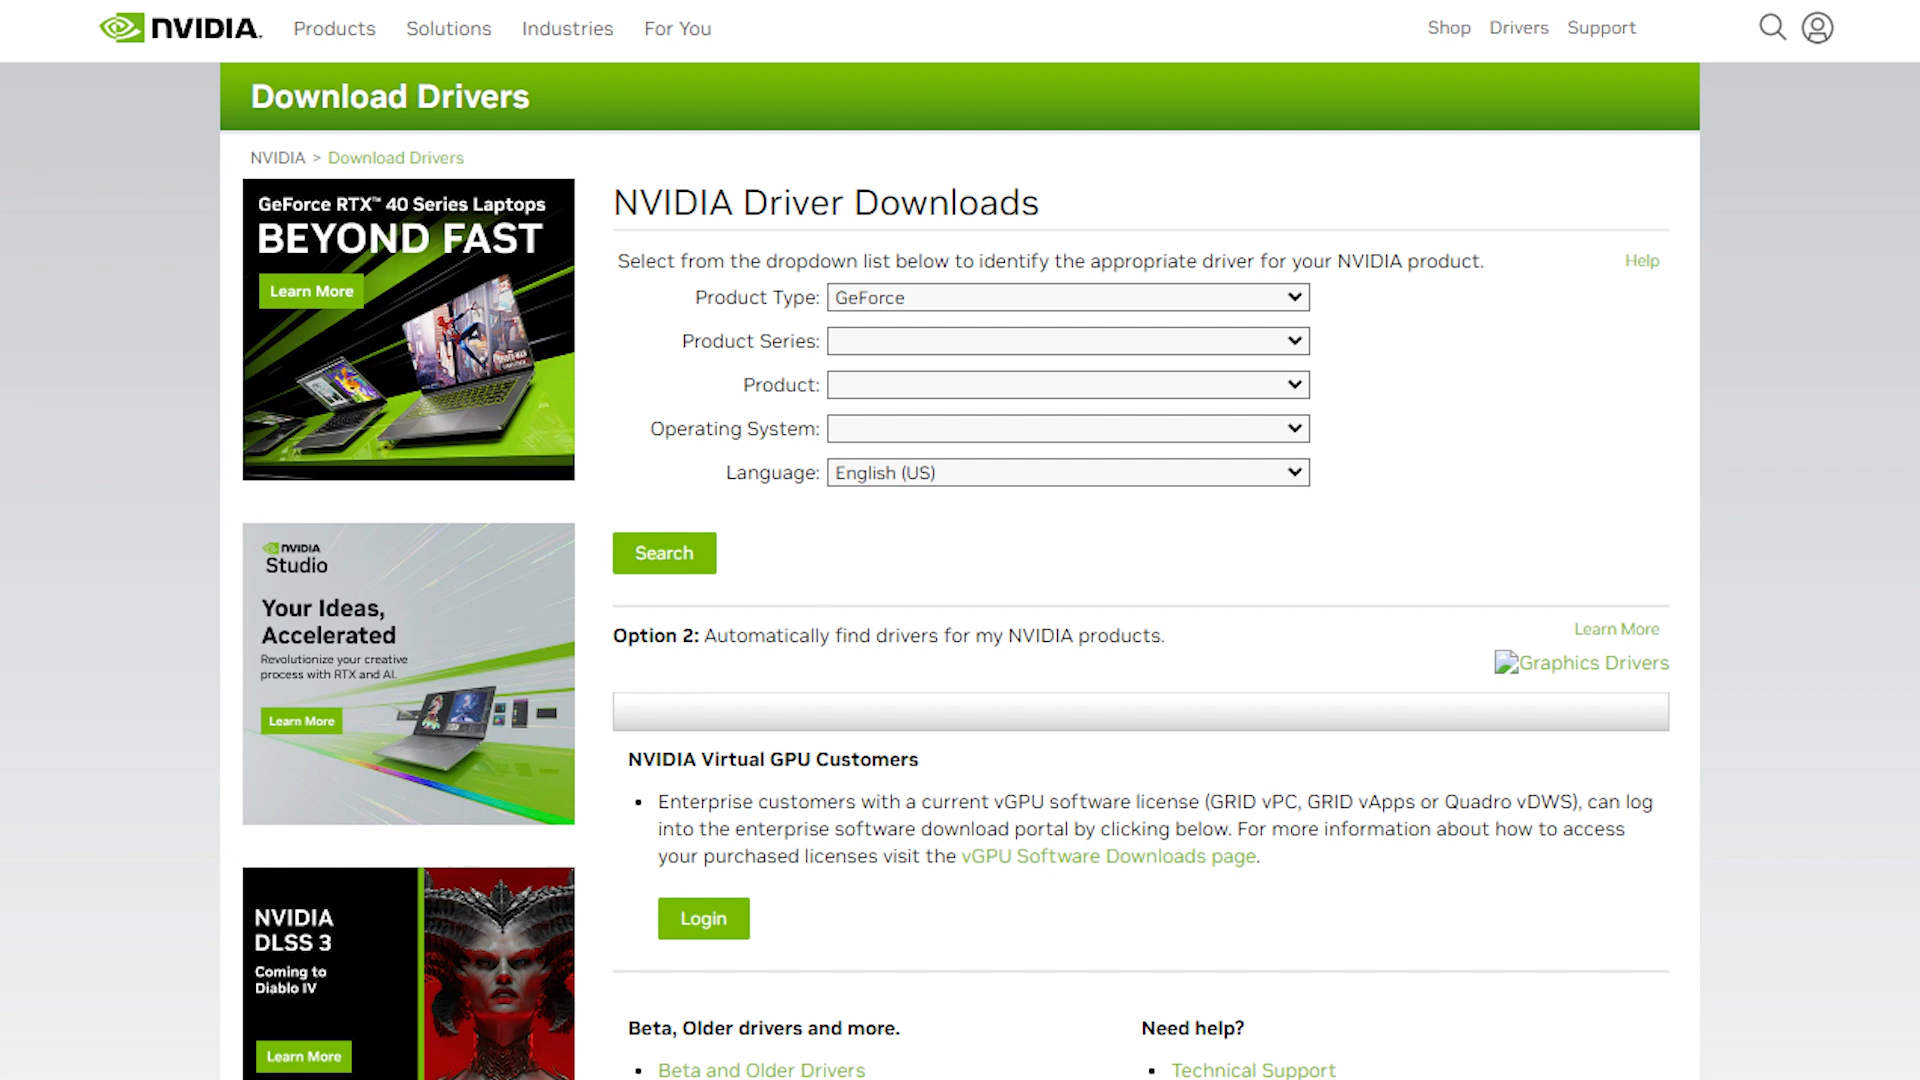 NVIDIA. Products Solutions Industries For You Shop Drivers Support
Download Drivers
NVIDIA > Download Drivers
GeForce RTX™ 40 Series Laptops
BEYOND FAST
Learn More
NVIDIA Driver Downloads
Select from the dropdown list below to identify the appropriate driver for your NVIDIA product. Help
Product Type: GeForce
Product Series:
Product:
Operating System:
Language: English (US)
Search
NVIDIA
Studio
Your Ideas,
Accelerated
Revolutionize your creative
process with RTX and AI.
Learn More
Option 2: Automatically find drivers for my NVIDIA products. Learn More
Graphics Drivers
NVIDIA Virtual GPU Customers
• Enterprise customers with a current vGPU software license (GRID vPC, GRID vApps or Quadro vDWS), can log
into the enterprise software download portal by clicking below. For more information about how to access
your purchased licenses visit the vGPU Software Downloads page.
Login
NVIDIA
DLSS 3
Coming to
Diablo IV
Learn More
Beta, Older drivers and more.
• Beta and Older Drivers
Need help?
• Technical Support